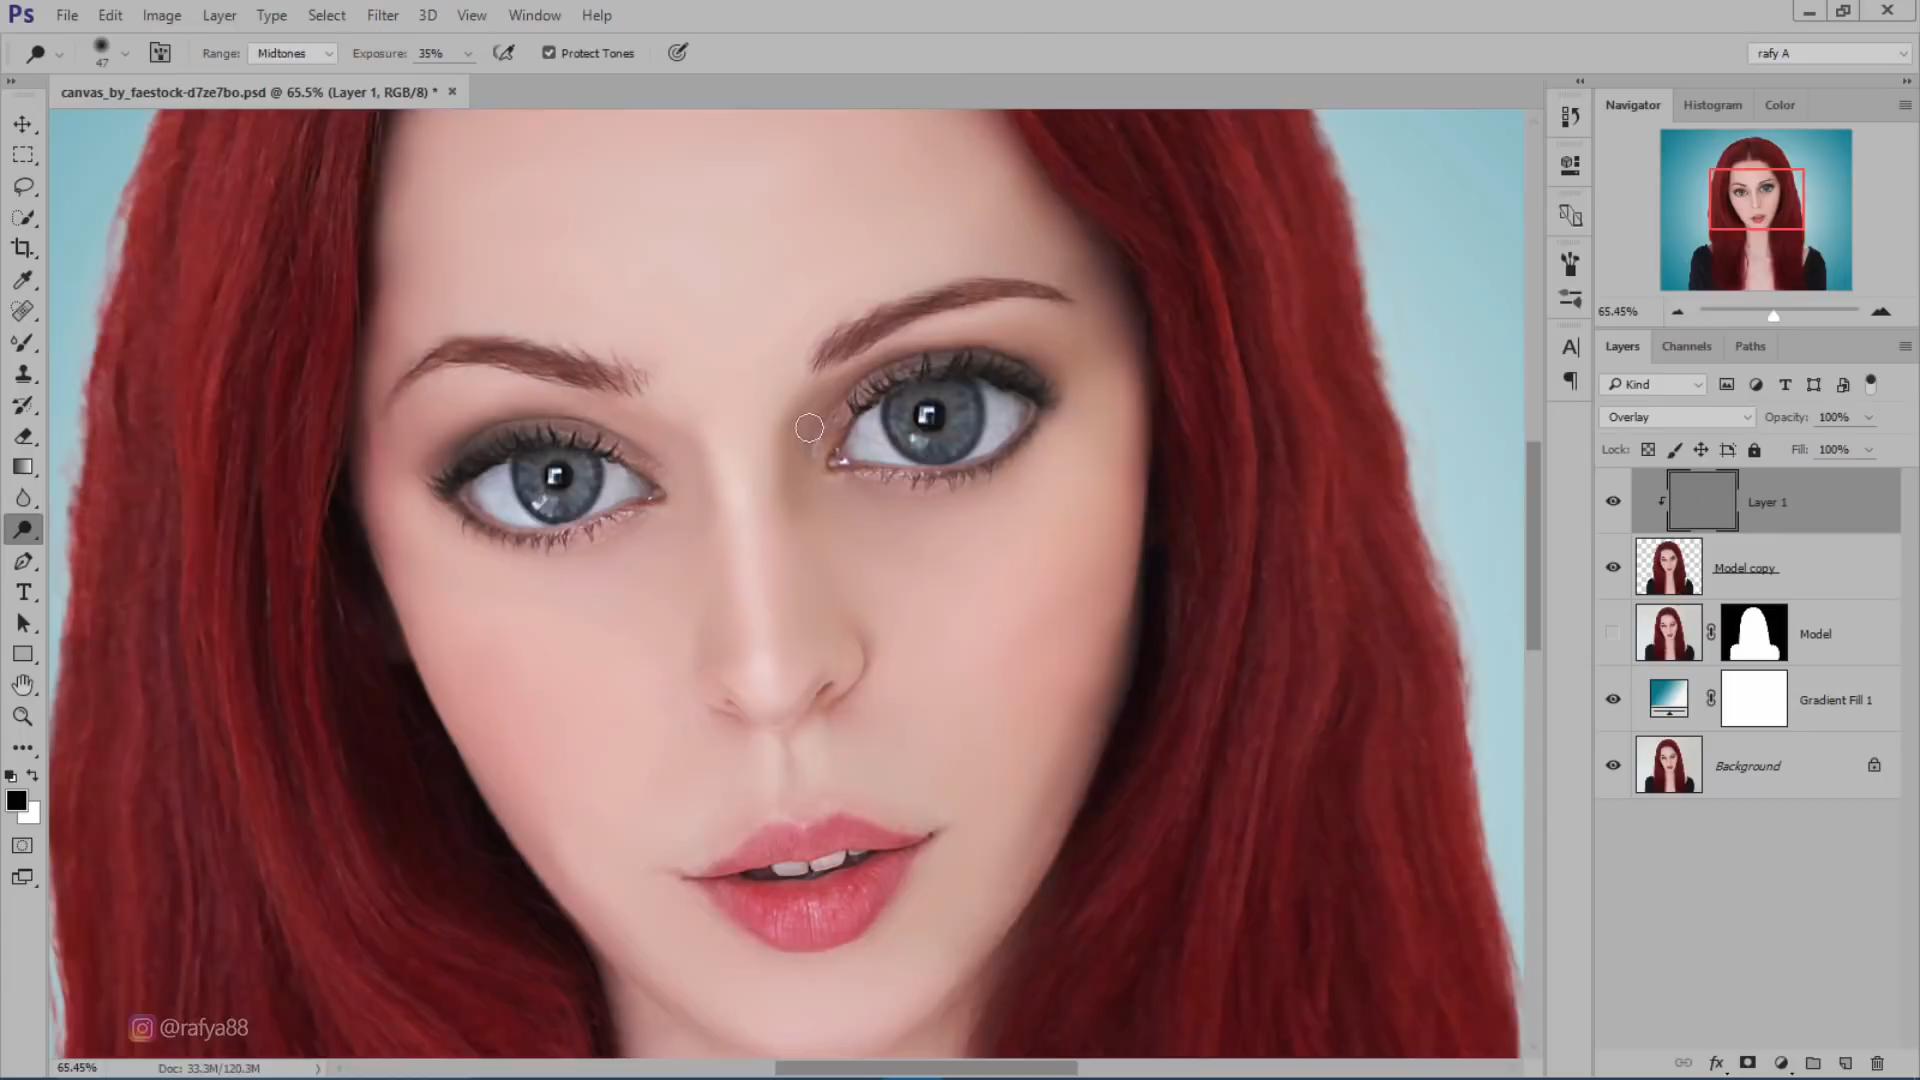 Ps File Edit Image Layer Type Select Filter 3D View Window Help
47 Range: Midtones Exposure: 35% Protect Tones rafy A
canvas_by_faestock-d7ze7bo.psd @ 65.5% (Layer 1, RGB/8) *
Navigator Histogram Color
65.45%
Layers Channels Paths
Kind
Overlay Opacity: 100%
Lock: Fill: 100%
Layer 1
Model copy
Model
Gradient Fill 1
Background
@rafya88
65.45% Doc: 33.3M/120.3M
fx